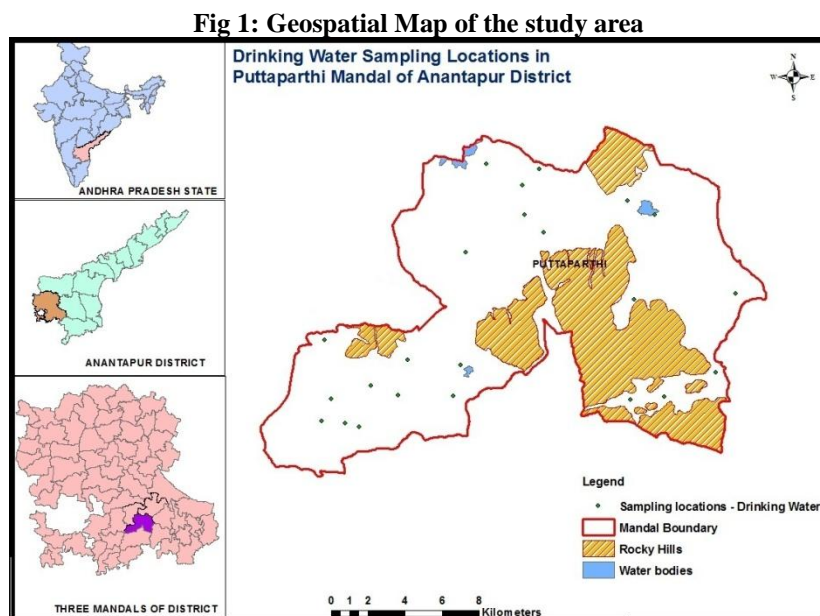 Fig 1: Geospatial Map of the study area
Drinking Water Sampling Locations in
Puttaparthi Mandal of Anantapur District
N
W E
S
ANDHRA PRADESH STATE
ANANTAPUR DISTRICT
THREE MANDALS OF DISTRICT
PUTTAPARTHI
Legend
Sampling locations - Drinking Water
Mandal Boundary
Rocky Hills
Water bodies
0 1 2 4 6 8
Kilometers